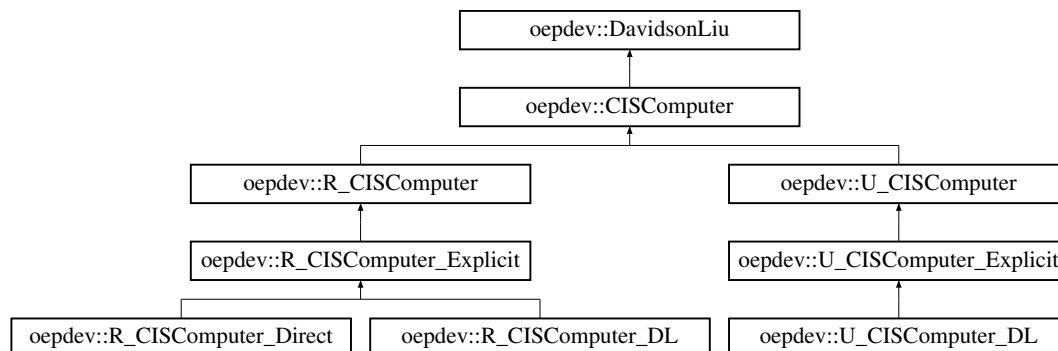 oepdev::DavidsonLiu
oepdev::CISComputer
oepdev::R_CISComputer oepdev::U_CISComputer
oepdev::R_CISComputer_Explicit oepdev::U_CISComputer_Explicit
oepdev::R_CISComputer_Direct oepdev::R_CISComputer_DL oepdev::U_CISComputer_DL